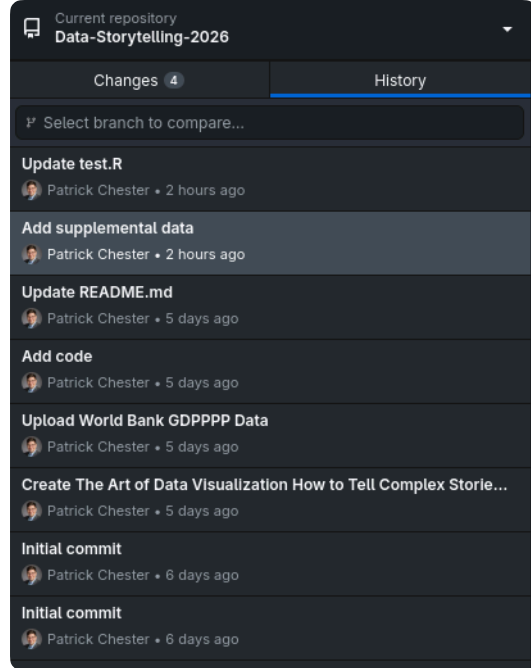 Current repository
Data-Storytelling-2026
Changes 4
History
Select branch to compare...
Update test.R
Patrick Chester • 2 hours ago
Add supplemental data
Patrick Chester • 2 hours ago
Update README.md
Patrick Chester • 5 days ago
Add code
Patrick Chester • 5 days ago
Upload World Bank GDPPPP Data
Patrick Chester • 5 days ago
Create The Art of Data Visualization How to Tell Complex Storie...
Patrick Chester • 5 days ago
Initial commit
Patrick Chester • 6 days ago
Initial commit
Patrick Chester • 6 days ago